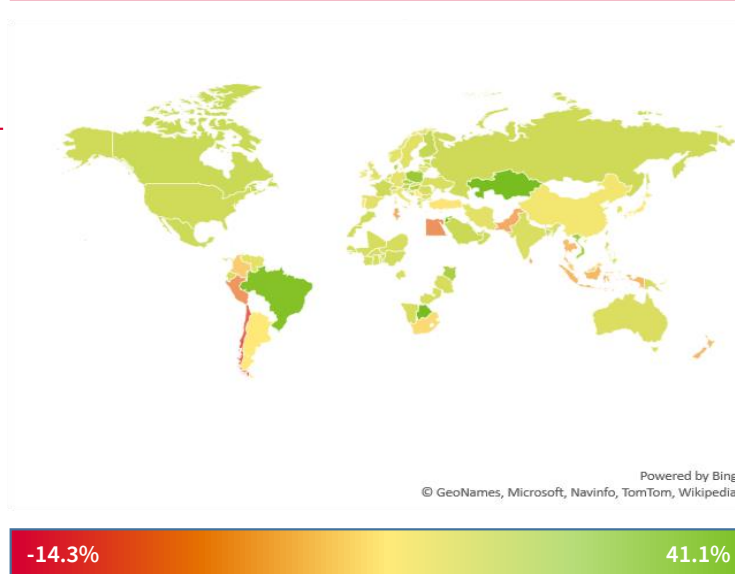 Powered by Bing
© GeoNames, Microsoft, Navinfo, TomTom, Wikipedia
-14.3%
41.1%